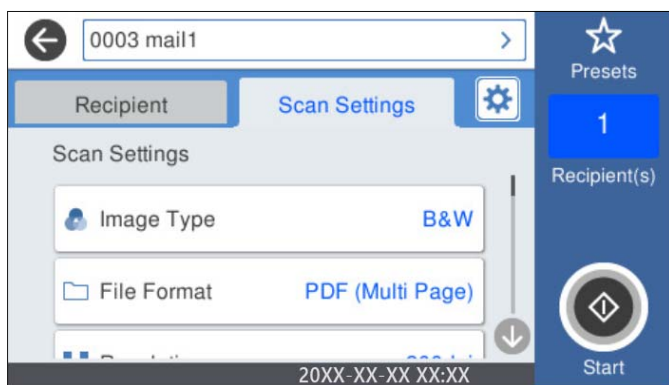 0003 mail1
Presets
Recipient
Scan Settings
1
Recipient(s)
Scan Settings
Image Type
B&W
File Format
PDF (Multi Page)
20XX-XX-XX XX:XX
Start